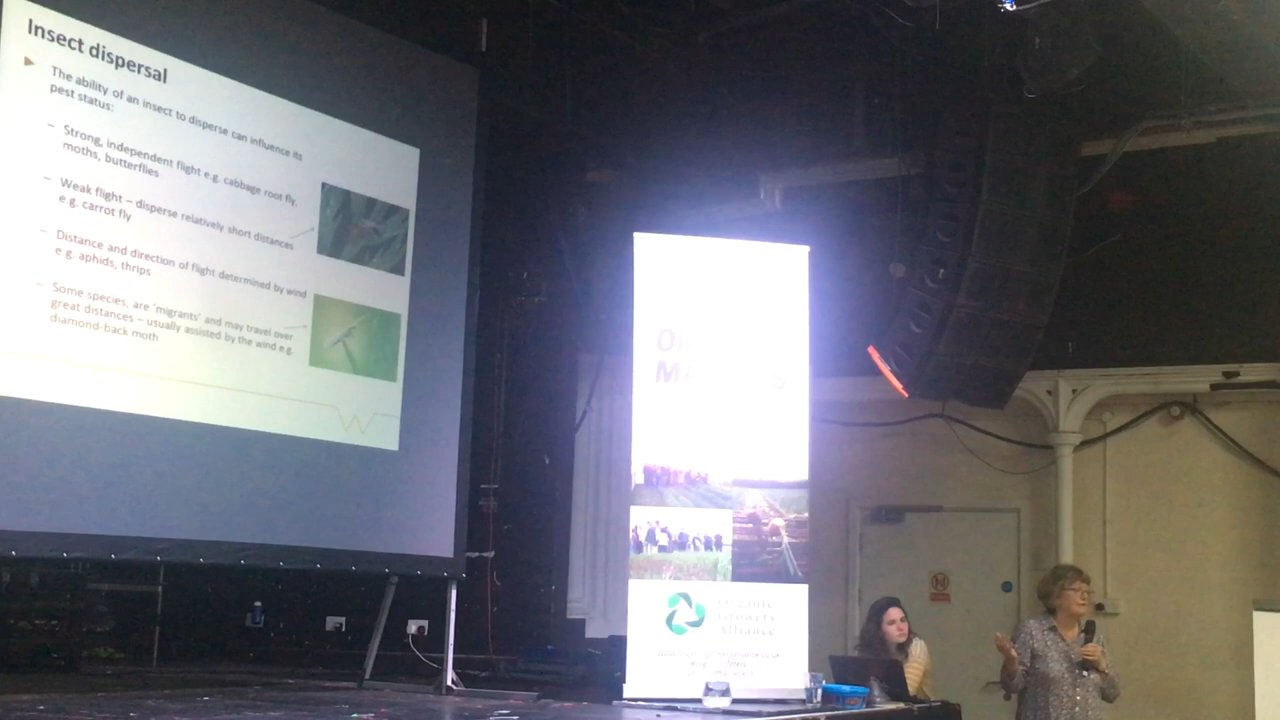 Insect dispersal
The ability of an insect to disperse can influence its
pest status:
– Strong, independent flight e.g. cabbage root fly,
moths, butterflies
– Weak flight – disperse relatively short distances
e.g. carrot fly
– Distance and direction of flight determined by wind
e.g. aphids, thrips
– Some species, are 'migrants' and may travel over
great distances – usually assisted by the wind e.g.
diamond-back moth
Organic
Growers
Alliance